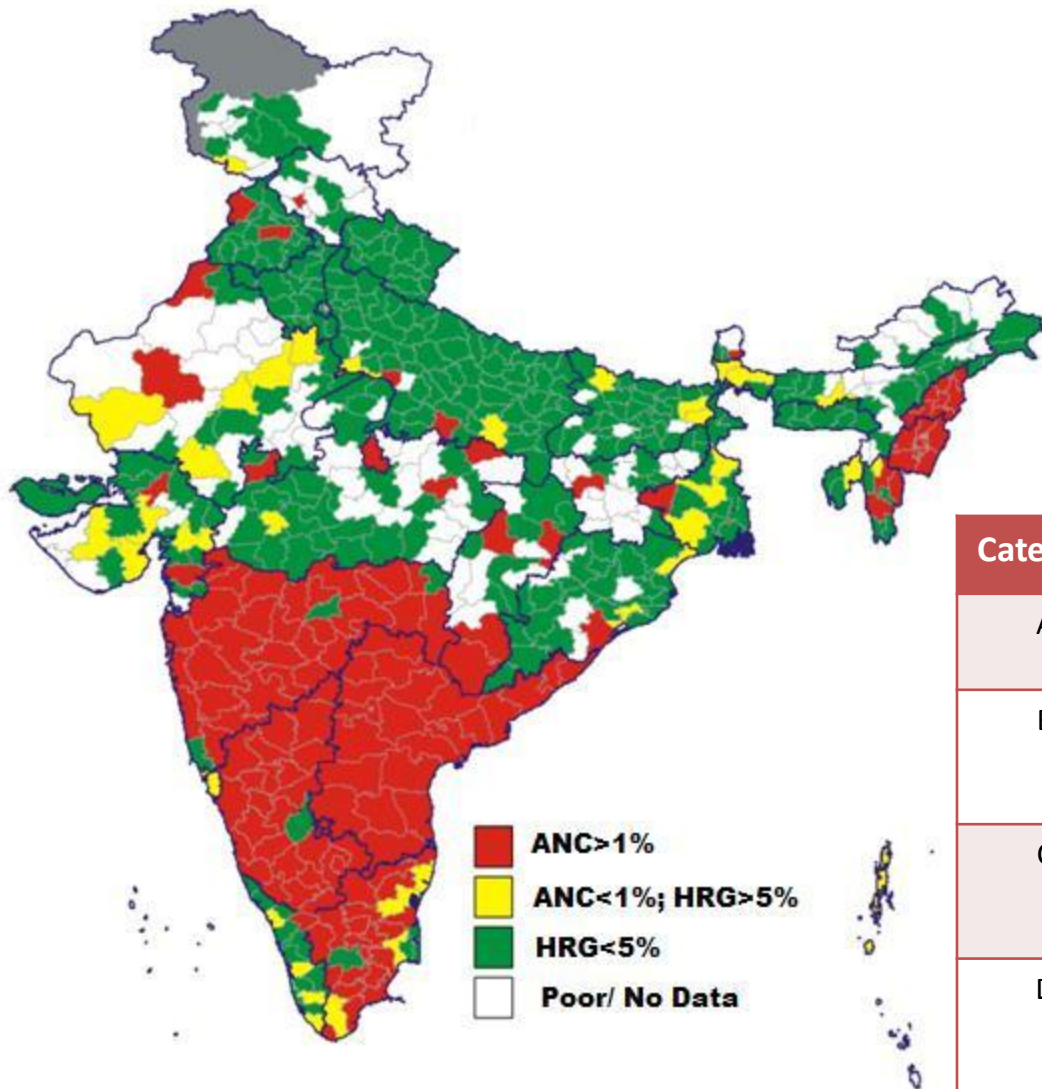 ANC>1%
ANC<1%; HRG>5%
HRG<5%
Poor/ No Data
Cate
A
C
D